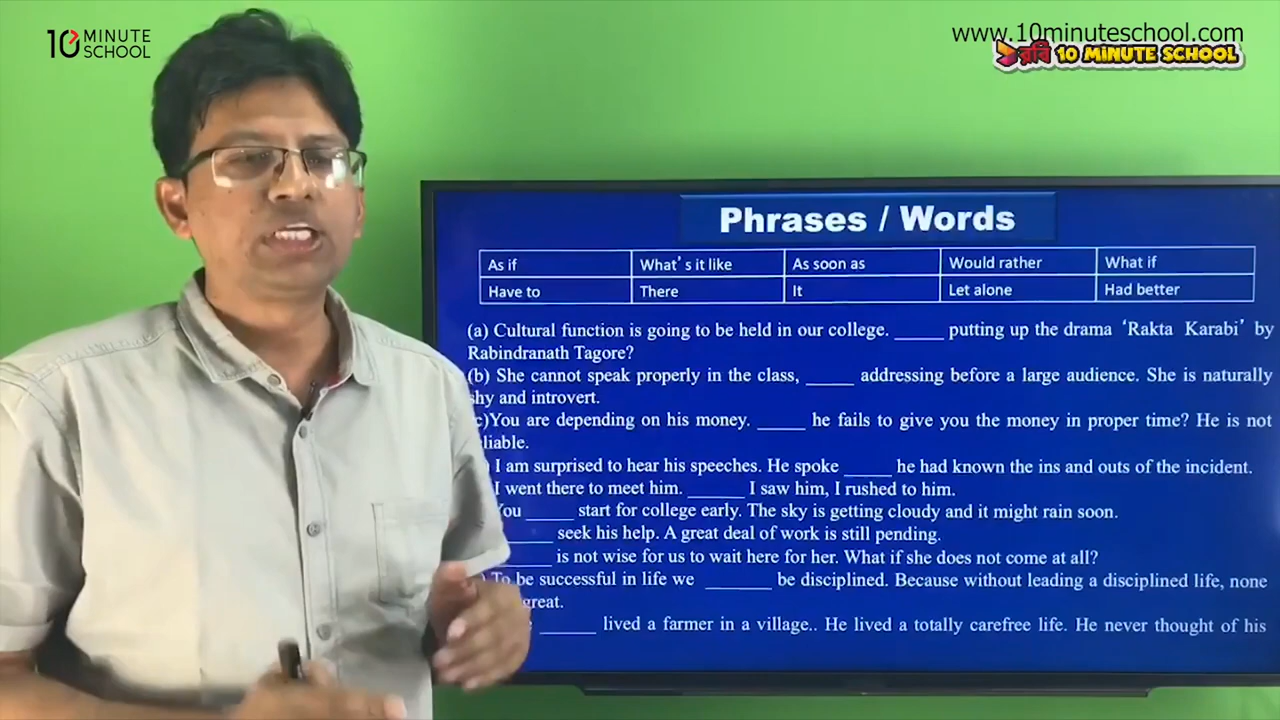 10 MINUTE SCHOOL
www.10minuteschool.com
রবি 10 MiNUTE SCHOOL
Phrases / Words
As if What's it like As soon as Would rather What if
Have to There It Let alone Had better
(a) Cultural function is going to be held in our college. _____ putting up the drama ‘Rakta Karabi’ by
Rabindranath Tagore?
(b) She cannot speak properly in the class, _____ addressing before a large audience. She is naturally
shy and introvert.
c)You are depending on his money. _____ he fails to give you the money in proper time? He is not
eliable.
) I am surprised to hear his speeches. He spoke _____ he had known the ins and outs of the incident.
I went there to meet him. ______ I saw him, I rushed to him.
You _____ start for college early. The sky is getting cloudy and it might rain soon.
_____ seek his help. A great deal of work is still pending.
______ is not wise for us to wait here for her. What if she does not come at all?
) To be successful in life we _______ be disciplined. Because without leading a disciplined life, none
great.
______ lived a farmer in a village.. He lived a totally carefree life. He never thought of his